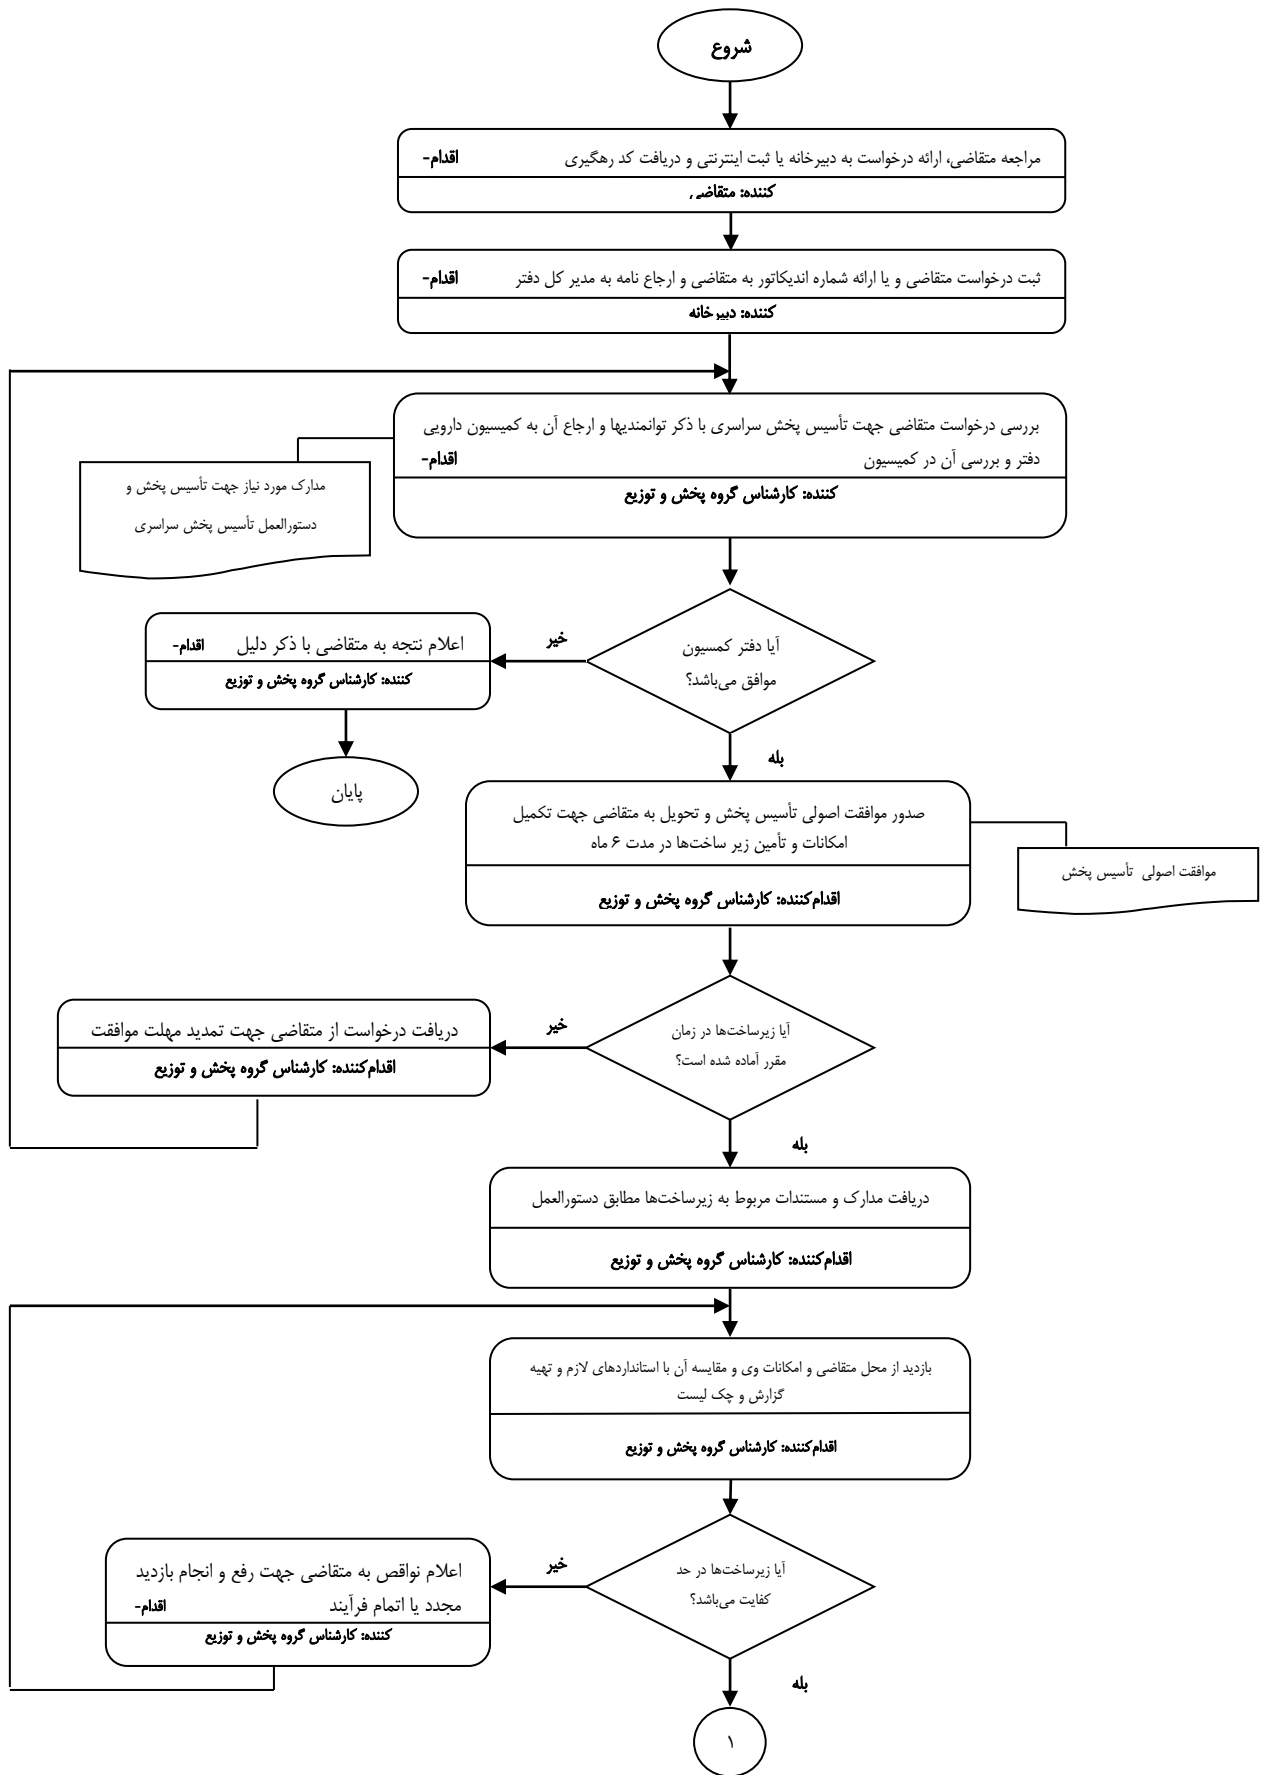 شروع
مراجعه متقاضی، ارائه درخواست به دبیرخانه یا ثبت اینترنتی و دریافت کد رهگیری اقدام-
کننده: متقاضی
ثبت درخواست متقاضی و یا ارائه شماره اندیکاتور به متقاضی و ارجاع نامه به مدیر کل دفتر اقدام-
کننده: دبیرخانه
بررسی درخواست متقاضی جهت تأسیس پخش سراسری با ذکر توانمندیها و ارجاع آن به کمیسیون دارویی
دفتر و بررسی آن در کمیسیون اقدام-
کننده: کارشناس گروه پخش و توزیع
مدارک مورد نیاز جهت تأسیس پخش و
دستورالعمل تأسیس پخش سراسری
آیا دفتر کمسیون
موافق می‌باشد؟
خیر
اعلام نتجه به متقاضی با ذکر دلیل اقدام-
کننده: کارشناس گروه پخش و توزیع
پایان
بله
صدور موافقت اصولی تأسیس پخش و تحویل به متقاضی جهت تکمیل
امکانات و تأمین زیر ساخت‌ها در مدت ۶ ماه
اقدام‌کننده: کارشناس گروه پخش و توزیع
موافقت اصولی تأسیس پخش
آیا زیرساخت‌ها در زمان
مقرر آماده شده است؟
خیر
دریافت درخواست از متقاضی جهت تمدید مهلت موافقت
اقدام‌کننده: کارشناس گروه پخش و توزیع
بله
دریافت مدارک و مستندات مربوط به زیرساخت‌ها مطابق دستورالعمل
اقدام‌کننده: کارشناس گروه پخش و توزیع
بازدید از محل متقاضی و امکانات وی و مقایسه آن با استانداردهای لازم و تهیه
گزارش و چک لیست
اقدام‌کننده: کارشناس گروه پخش و توزیع
آیا زیرساخت‌ها در حد
کفایت می‌باشد؟
خیر
اعلام نواقص به متقاضی جهت رفع و انجام بازدید
مجدد یا اتمام فرآیند اقدام-
کننده: کارشناس گروه پخش و توزیع
بله
۱